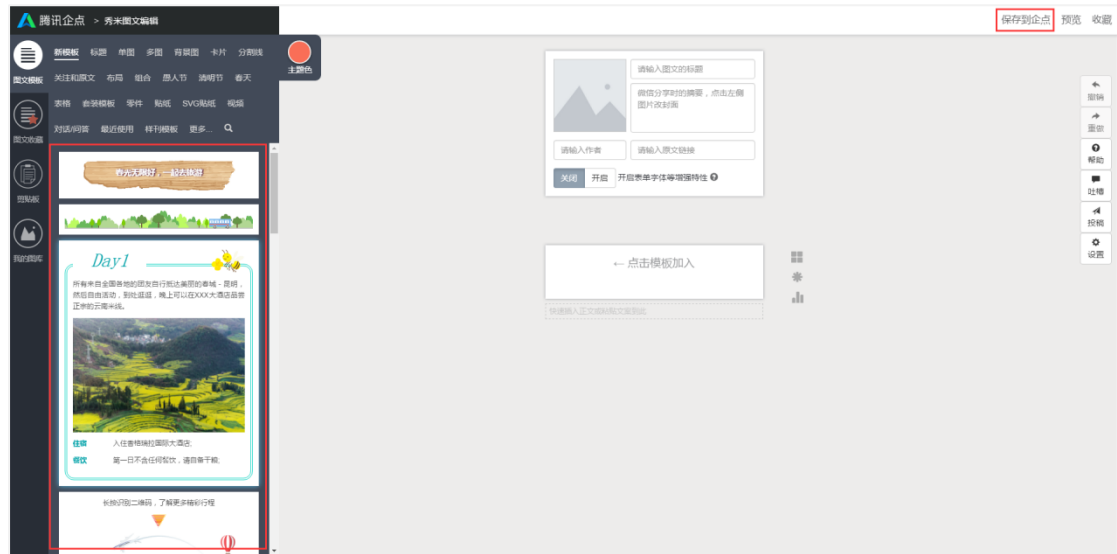 腾讯企点 > 秀米图文编辑
保存到企点 预览 收藏
图文模板
图文收藏
剪贴板
我的图库
新模板 标题 单图 多图 背景图 卡片 分割线
关注和原文 布局 组合 愚人节 清明节 春天
表格 套装模板 零件 贴纸 SVG贴纸 视频
对话/问答 最近使用 样刊模板 更多...
主题色
春光无限好,一起去旅游
Day1
所有来自全国各地的团友自行抵达美丽的春城 - 昆明,
然后自由活动,到处逛逛,晚上可以在XXX大酒店品尝
正宗的云南米线。
住宿 入住香格瑞拉国际大酒店;
餐饮 第一日不含任何餐饮,请自备干粮;
长按识别二维码,了解更多精彩行程
请输入图文的标题
微信分享时的摘要,点击左侧
图片改封面
请输入作者 请输入原文链接
关闭 开启 开启表单字体等增强特性
← 点击模板加入
快速插入正文或粘贴文案到此
撤销
重做
帮助
吐槽
投稿
设置